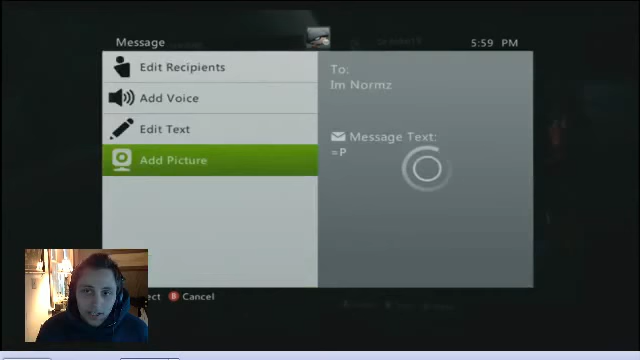 Message
5:59 PM
Edit Recipients
Add Voice
Edit Text
Add Picture
To:
Im Normz
Message Text:
=P
B Cancel